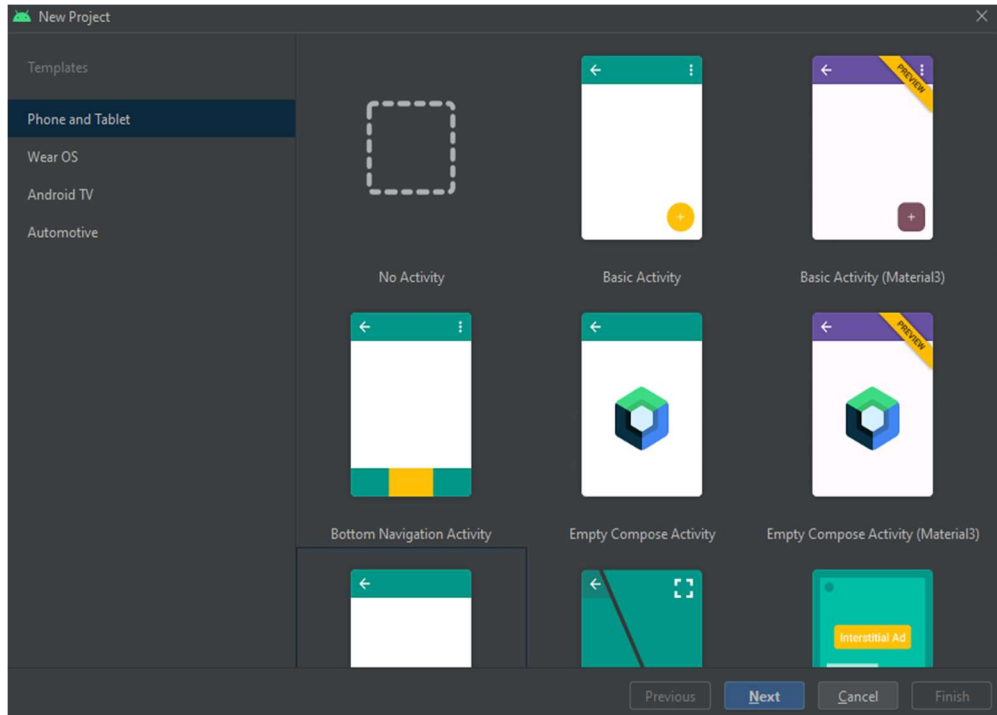 New Project
Templates
Phone and Tablet
Wear OS
Android TV
Automotive
No Activity
Basic Activity
PREVIEW
Basic Activity (Material3)
Bottom Navigation Activity
Empty Compose Activity
PREVIEW
Empty Compose Activity (Material3)
Interstitial Ad
Previous
Next
Cancel
Finish